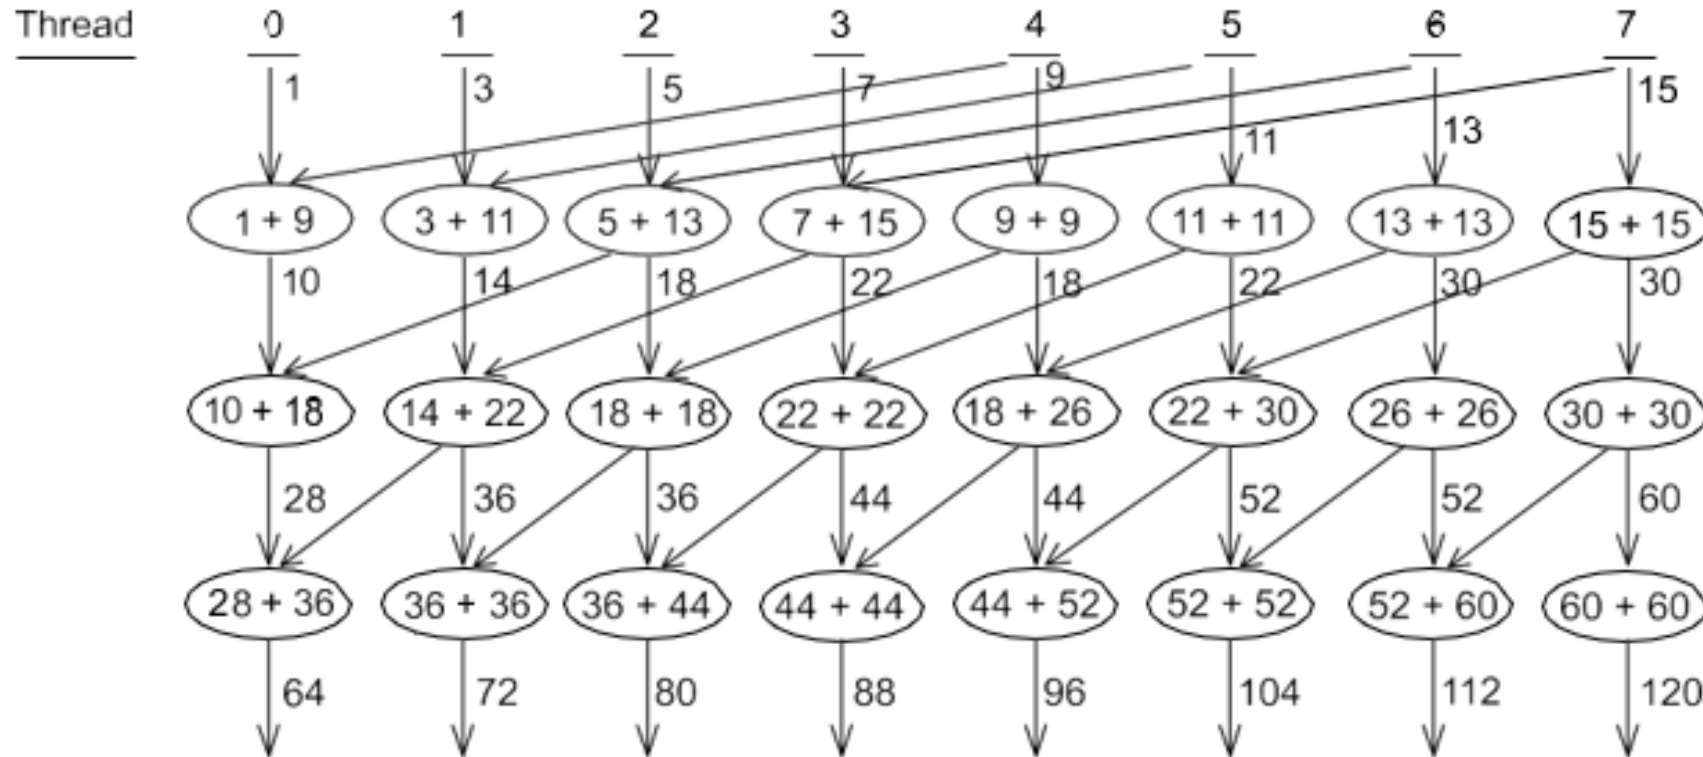 Thread 0 1 2 3 4 5 6 7
1 3 5 7 9 11 13 15
1 + 9 3 + 11 5 + 13 7 + 15 9 + 9 11 + 11 13 + 13 15 + 15
10 14 18 22 18 22 30 30
10 + 18 14 + 22 18 + 18 22 + 22 18 + 26 22 + 30 26 + 26 30 + 30
28 36 36 44 44 52 52 60
28 + 36 36 + 36 36 + 44 44 + 44 44 + 52 52 + 52 52 + 60 60 + 60
64 72 80 88 96 104 112 120